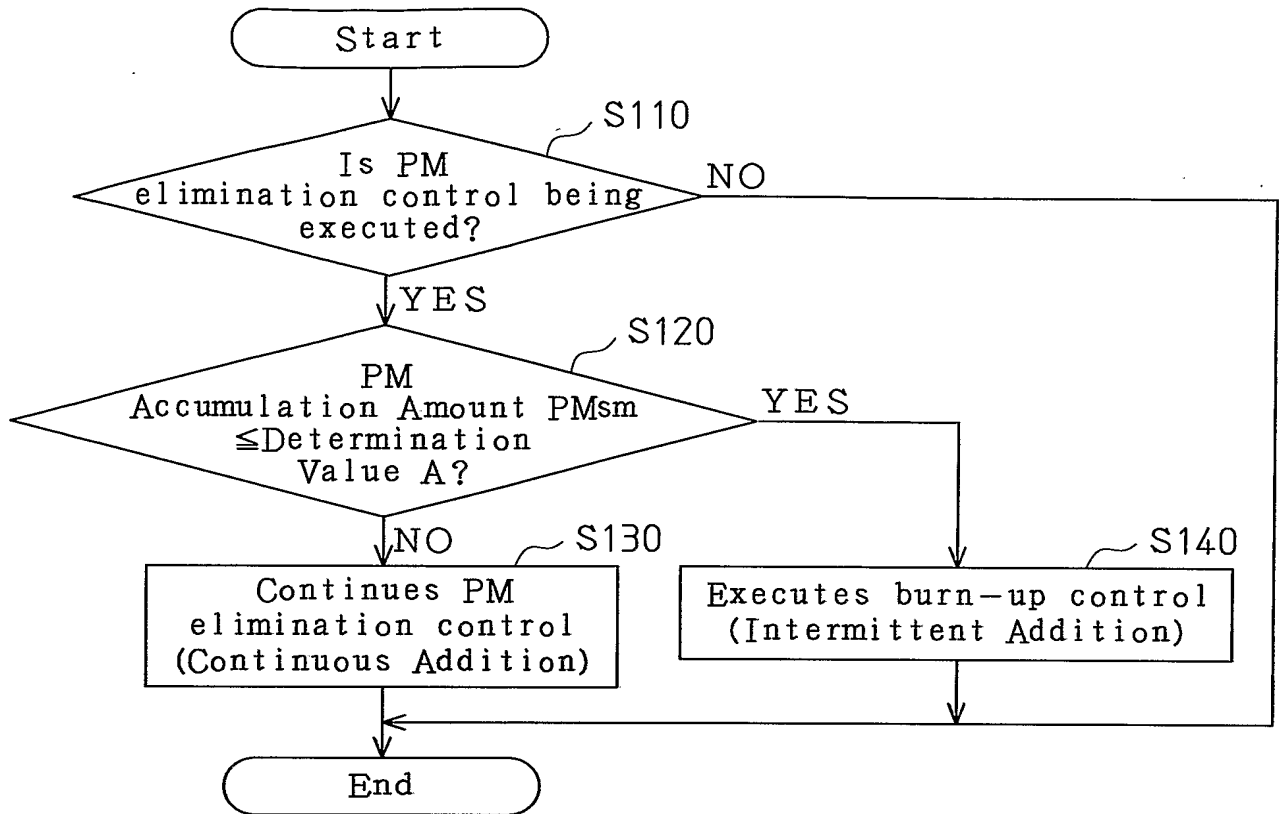 Start
S110
Is PM
elimination control being
executed?
NO
YES
S120
PM
Accumulation Amount PMsm
≦Determination
Value A?
YES
NO
S130
Continues PM
elimination control
(Continuous Addition)
S140
Executes burn-up control
(Intermittent Addition)
End